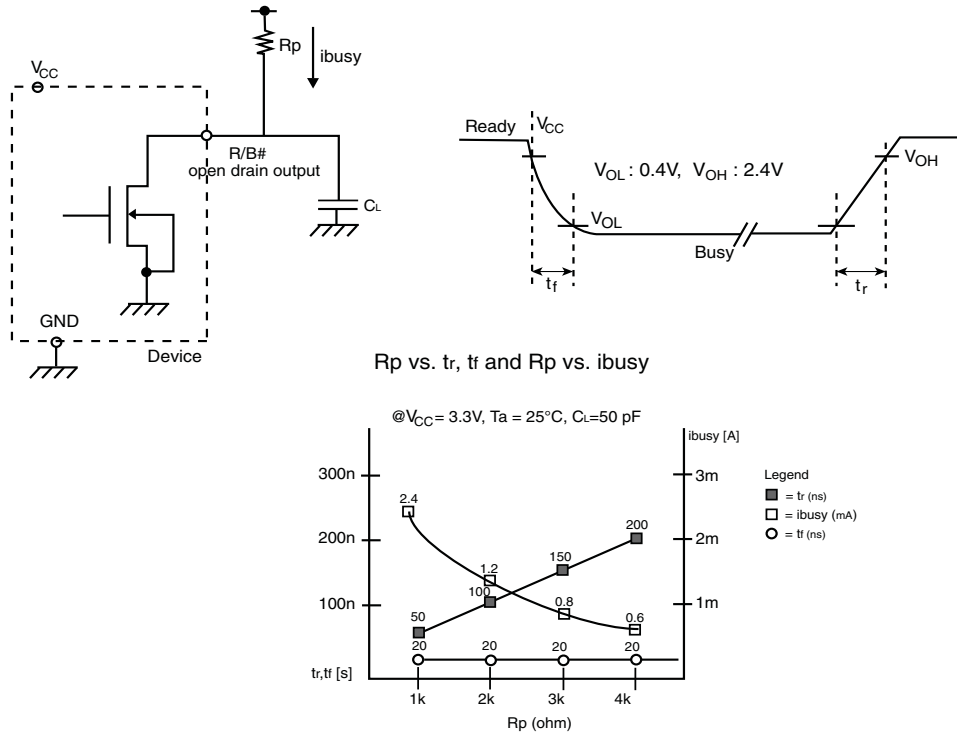 Rp
ibusy
VCC
R/B#
open drain output
CL
GND
Device
Ready
VCC
VOL : 0.4V, VOH : 2.4V
VOH
VOL
Busy
tf
tr
Rp vs. tr, tf and Rp vs. ibusy
@VCC = 3.3V, Ta = 25°C, CL=50 pF
ibusy [A]
300n
200n
100n
tr,tf [s]
3m
2m
1m
2.4
1.2
0.8
0.6
50
100
150
200
20
20
20
20
1k
2k
3k
4k
Rp (ohm)
Legend
= tr (ns)
= ibusy (mA)
= tf (ns)